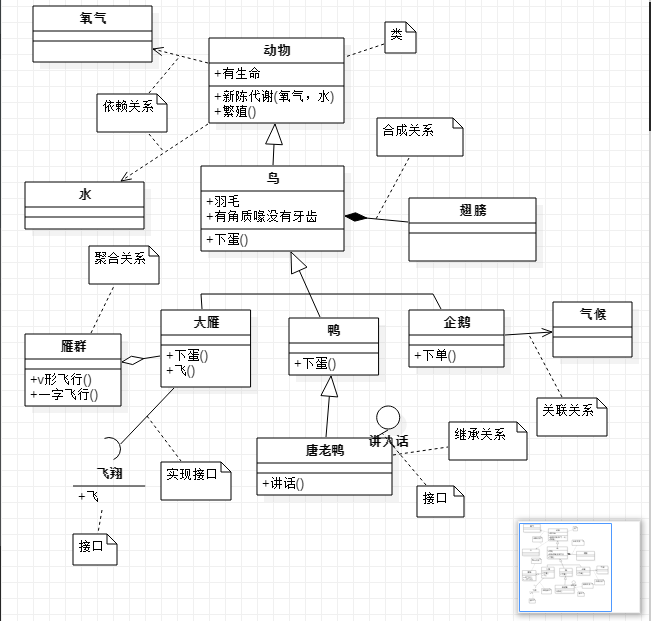 氧气
类
动物
+有生命
+新陈代谢(氧气，水)
+繁殖()
依赖关系
合成关系
水
鸟
+羽毛
+有角质喙没有牙齿
+下蛋()
翅膀
聚合关系
雁群
+v形飞行()
+一字飞行()
大雁
+下蛋()
+飞()
鸭
+下蛋()
企鹅
+下单()
气候
关联关系
讲人话
继承关系
唐老鸭
+讲话()
飞翔
+飞
实现接口
接口
接口